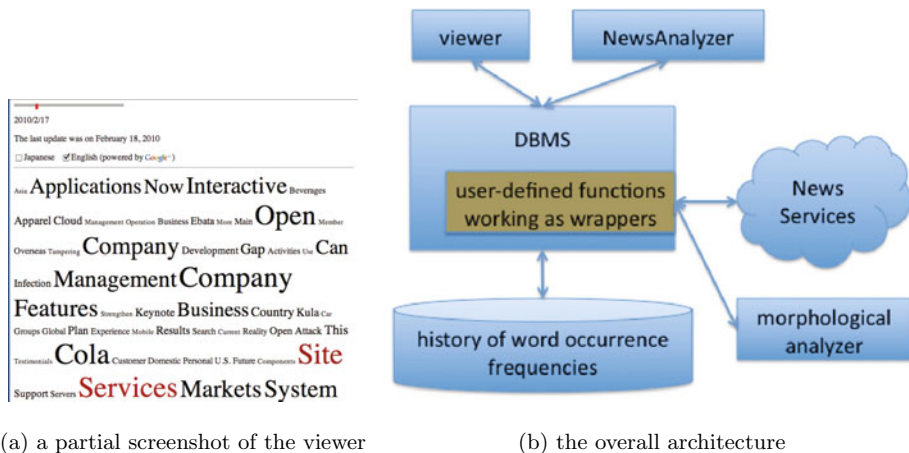 2010/2/17
The last update was on February 18, 2010
Japanese English (powered by Google™)
Asia Applications Now Interactive Beverages
Apparel Cloud Management Operation Business Ebata More Main Open Member
Overseas Tampering Company Development Gap Activities Use Can
Infection Management Company
Features Strengthen Keynote Business Country Kula Car
Groups Global Plan Experience Mobile Results Search Current Reality Open Attack This
Testimonials Cola Customer Domestic Personal U.S. Future Components Site
Support Servers Services Markets System
(a) a partial screenshot of the viewer
viewer
NewsAnalyzer
DBMS
user-defined functions
working as wrappers
News
Services
history of word occurrence
frequencies
morphological
analyzer
(b) the overall architecture